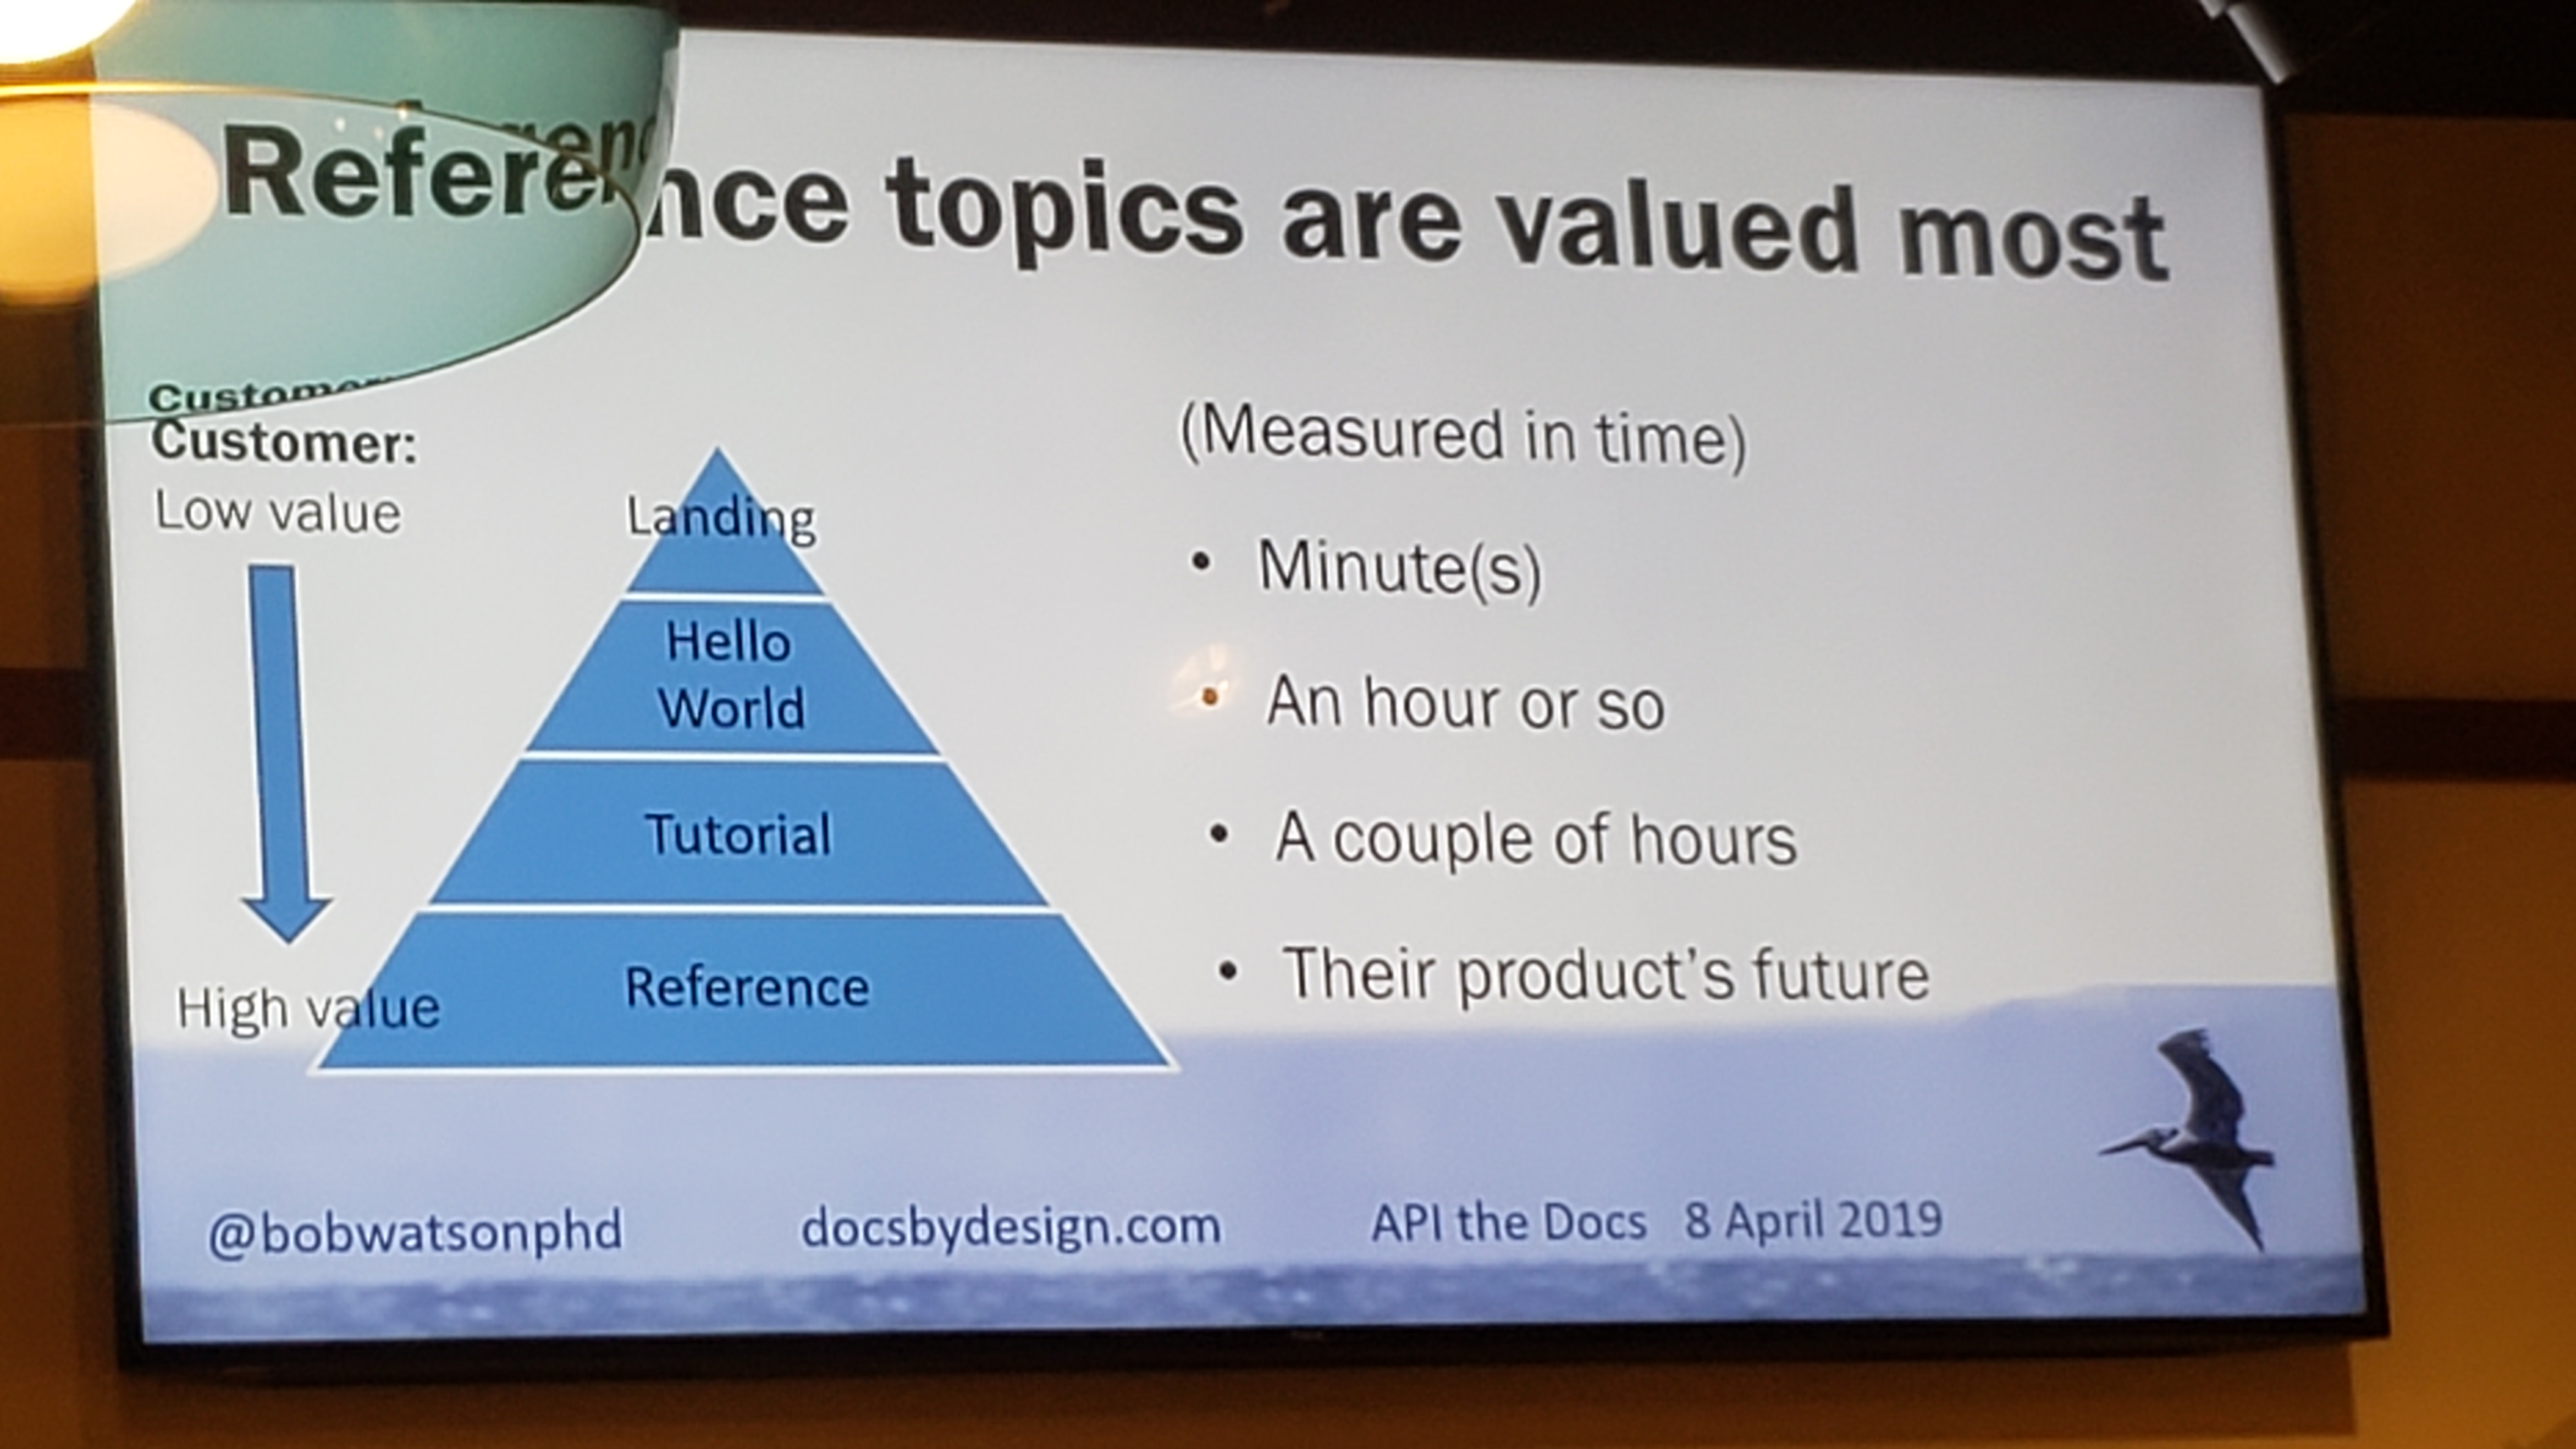 Reference topics are valued most
Customer:
Low value
High value
Landing
Hello
World
Tutorial
Reference
(Measured in time)
• Minute(s)
• An hour or so
• A couple of hours
• Their product's future
@bobwatsonphd docsbydesign.com API the Docs 8 April 2019